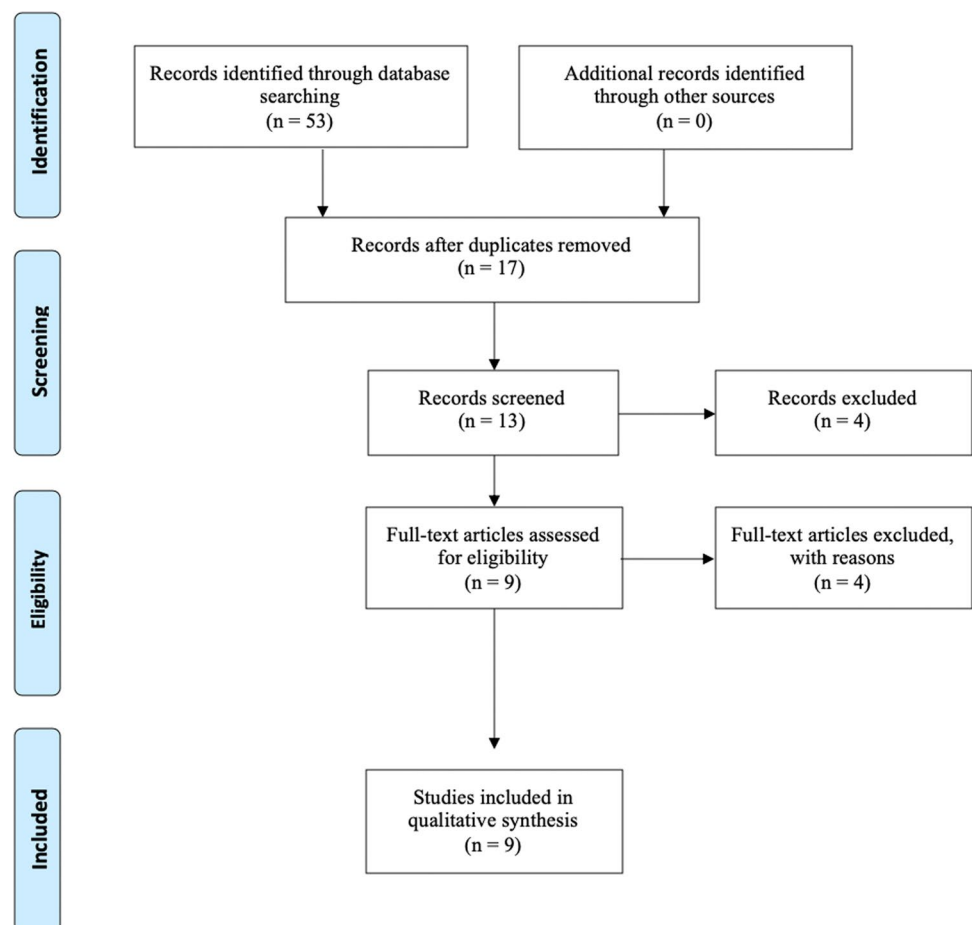 Identification
Records identified through database
searching
(n = 53)
Additional records identified
through other sources
(n = 0)
Records after duplicates removed
(n = 17)
Screening
Records screened
(n = 13)
Records excluded
(n = 4)
Eligibility
Full-text articles assessed
for eligibility
(n = 9)
Full-text articles excluded,
with reasons
(n = 4)
Included
Studies included in
qualitative synthesis
(n = 9)